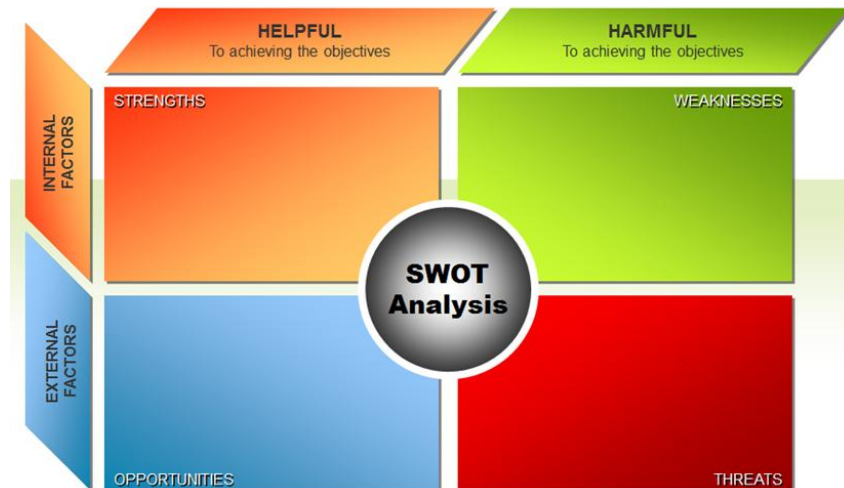 HELPFUL
To achieving the objectives
HARMFUL
To achieving the objectives
INTERNAL
FACTORS
STRENGTHS
WEAKNESSES
SWOT
Analysis
EXTERNAL
FACTORS
OPPORTUNITIES
THREATS